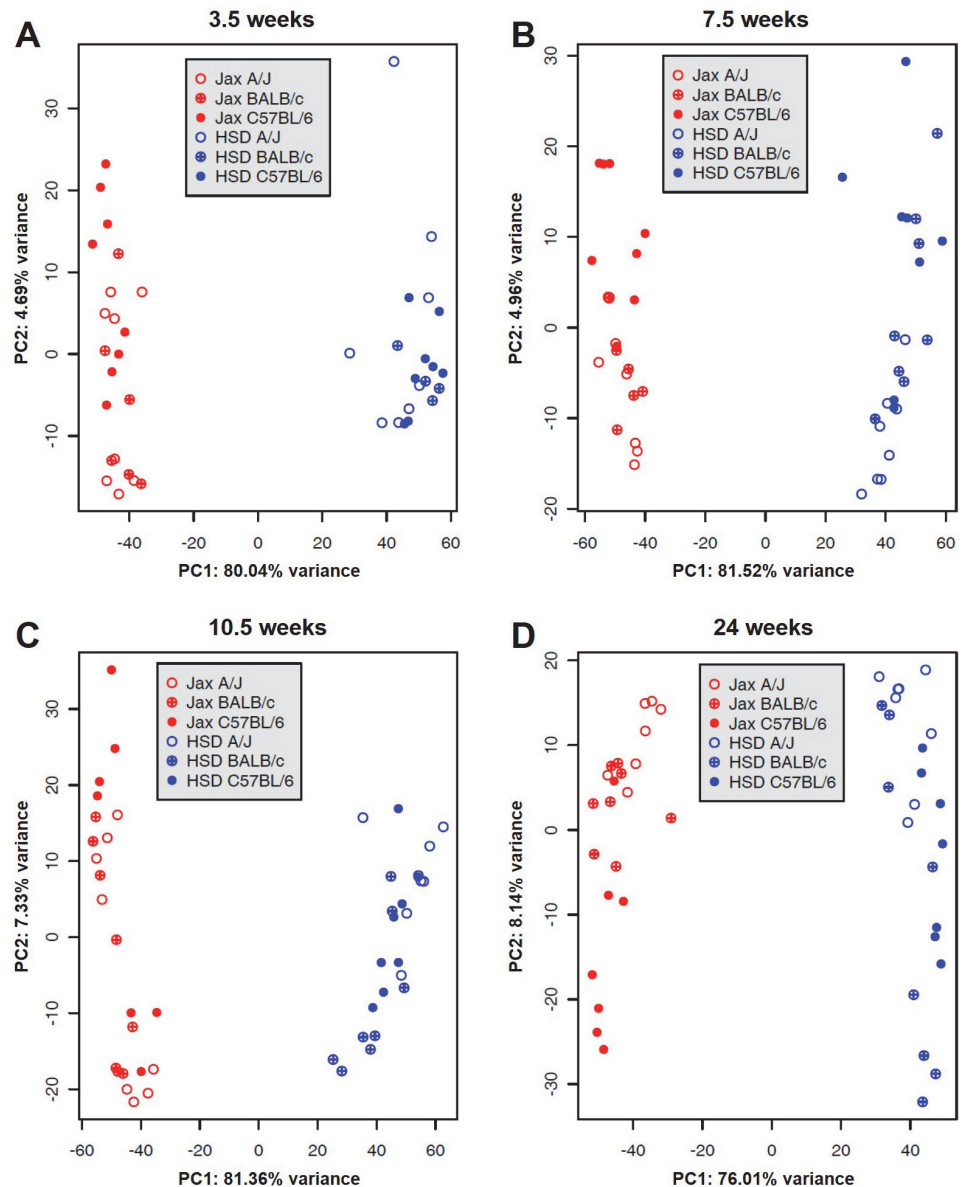 A
3.5 weeks
Jax A/J
Jax BALB/c
Jax C57BL/6
HSD A/J
HSD BALB/c
HSD C57BL/6
30
20
10
0
-10
PC2: 4.69% variance
-40 -20 0 20 40 60
PC1: 80.04% variance
B
7.5 weeks
Jax A/J
Jax BALB/c
Jax C57BL/6
HSD A/J
HSD BALB/c
HSD C57BL/6
30
20
10
0
-10
-20
PC2: 4.96% variance
-60 -40 -20 0 20 40 60
PC1: 81.52% variance
C
10.5 weeks
Jax A/J
Jax BALB/c
Jax C57BL/6
HSD A/J
HSD BALB/c
HSD C57BL/6
30
20
10
0
-10
-20
PC2: 7.33% variance
-60 -40 -20 0 20 40 60
PC1: 81.36% variance
D
24 weeks
Jax A/J
Jax BALB/c
Jax C57BL/6
HSD A/J
HSD BALB/c
HSD C57BL/6
20
10
0
-10
-20
-30
PC2: 8.14% variance
-40 -20 0 20 40
PC1: 76.01% variance